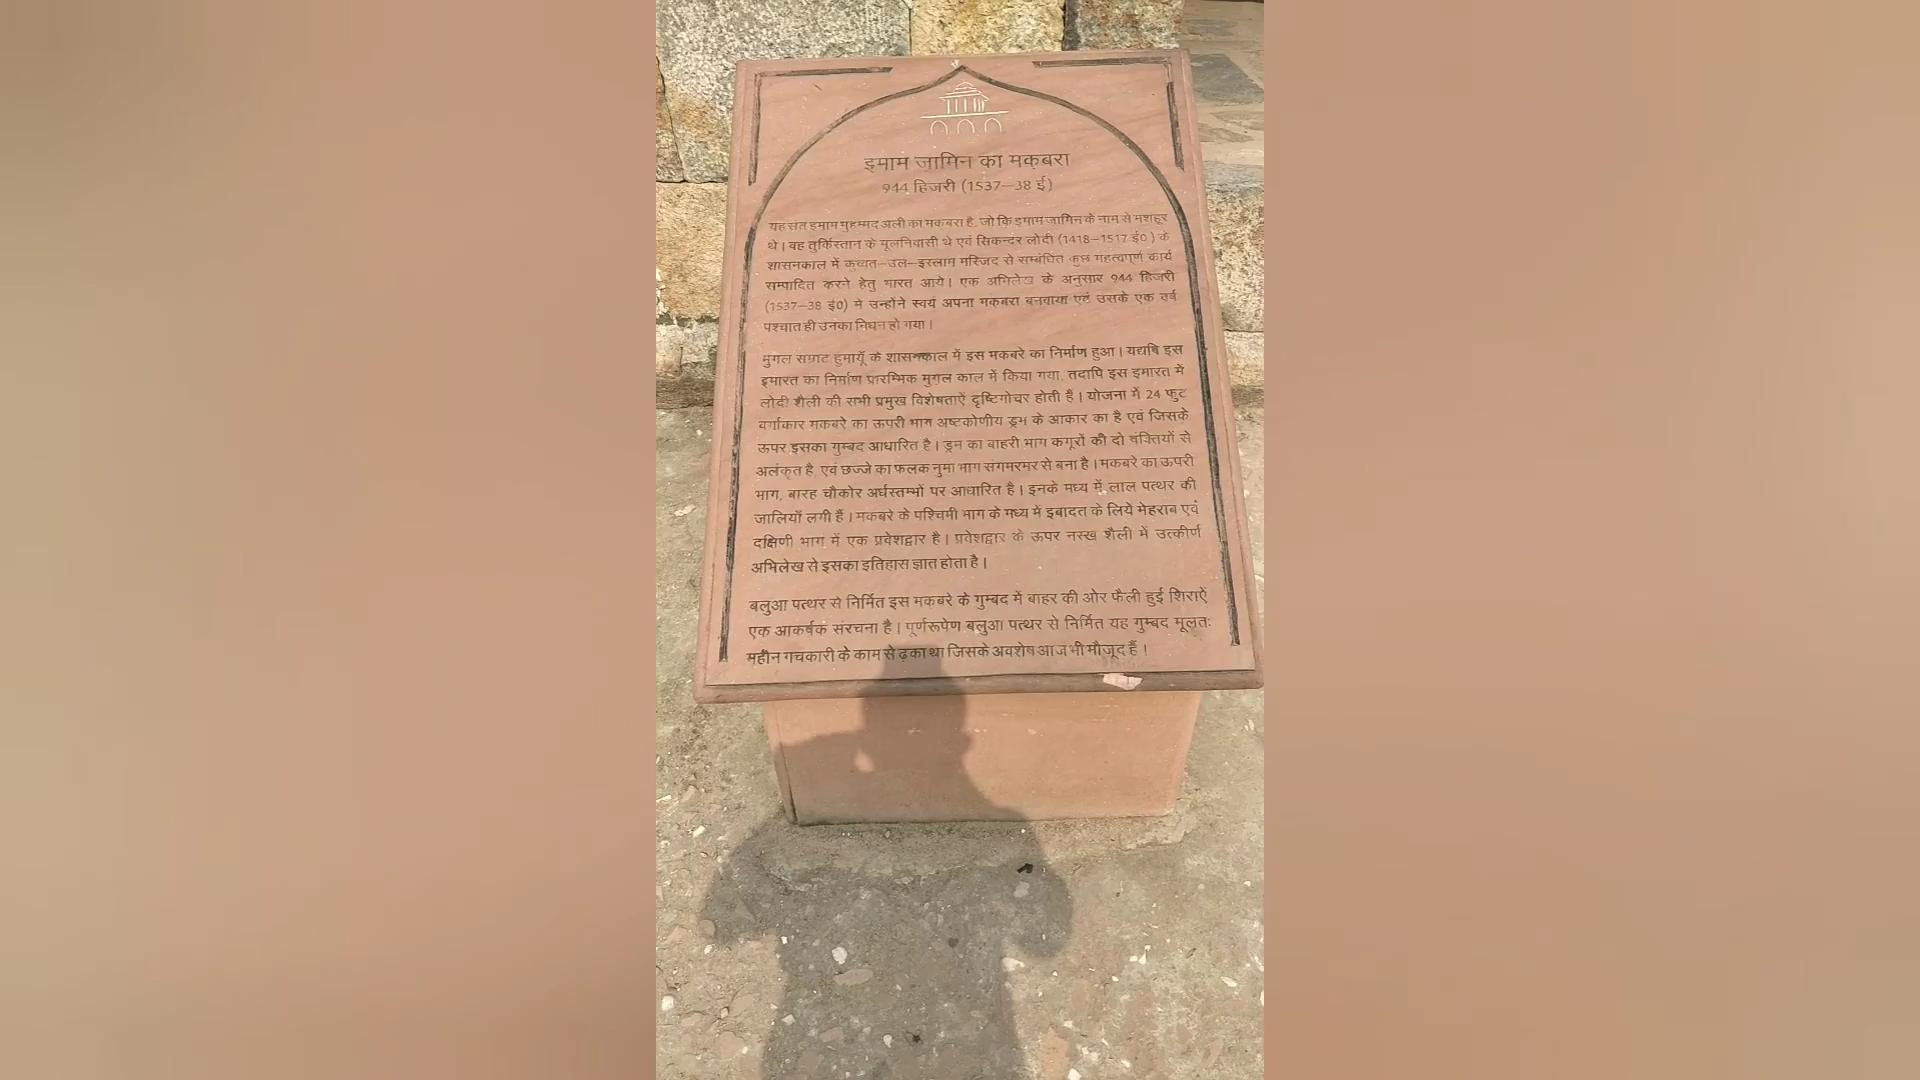 इमाम जामिन का मक़बरा
944 हिजरी (1537–38 ई)
यह संत इमाम मुहम्मद अली का मकबरा है, जो कि इमाम जामिन के नाम से मशहूर
थे। वह तुर्किस्तान के मूलनिवासी थे एवं सिकन्दर लोदी (1418–1517 ई0) के
शासनकाल में कुव्वत–उल–इस्लाम मस्जिद से सम्बंधित कुछ महत्वपूर्ण कार्य
सम्पादित करने हेतु भारत आये। एक अभिलेख के अनुसार 944 हिजरी
(1537–38 ई0) मे उन्होंने स्वयं अपना मकबरा बनवाया एवं उसके एक वर्ष
पश्चात ही उनका निधन हो गया।
मुगल सम्राट हुमायूँ के शासनकाल में इस मकबरे का निर्माण हुआ। यद्यपि इस
इमारत का निर्माण प्रारम्भिक मुगल काल में किया गया, तदापि इस इमारत में
लोदी शैली की सभी प्रमुख विशेषताऐं दृष्टिगोचर होती हैं। योजना में 24 फुट
वर्गाकार मकबरे का ऊपरी भाग अष्टकोणीय ड्रम के आकार का है एवं जिसके
ऊपर इसका गुम्बद आधारित है। ड्रम का बाहरी भाग कगूरों की दो पंक्तियों से
अलंकृत है, एवं छज्जे का फलक नुमा भाग संगमरमर से बना है। मकबरे का ऊपरी
भाग, बारह चौकोर अर्धस्तम्भों पर आधारित है। इनके मध्य में लाल पत्थर की
जालियाँ लगी हैं। मकबरे के पश्चिमी भाग के मध्य में इबादत के लिये मेहराब एवं
दक्षिणी भाग में एक प्रवेशद्वार है। प्रवेशद्वार के ऊपर नस्ख शैली में उत्कीर्ण
अभिलेख से इसका इतिहास ज्ञात होता है।
बलुआ पत्थर से निर्मित इस मकबरे के गुम्बद में बाहर की ओर फैली हुई शिराऐं
एक आकर्षक संरचना है। पूर्णरूपेण बलुआ पत्थर से निर्मित यह गुम्बद मूलतः
महीन गचकारी के काम से ढ़का था जिसके अवशेष आज भी मौजूद हैं।